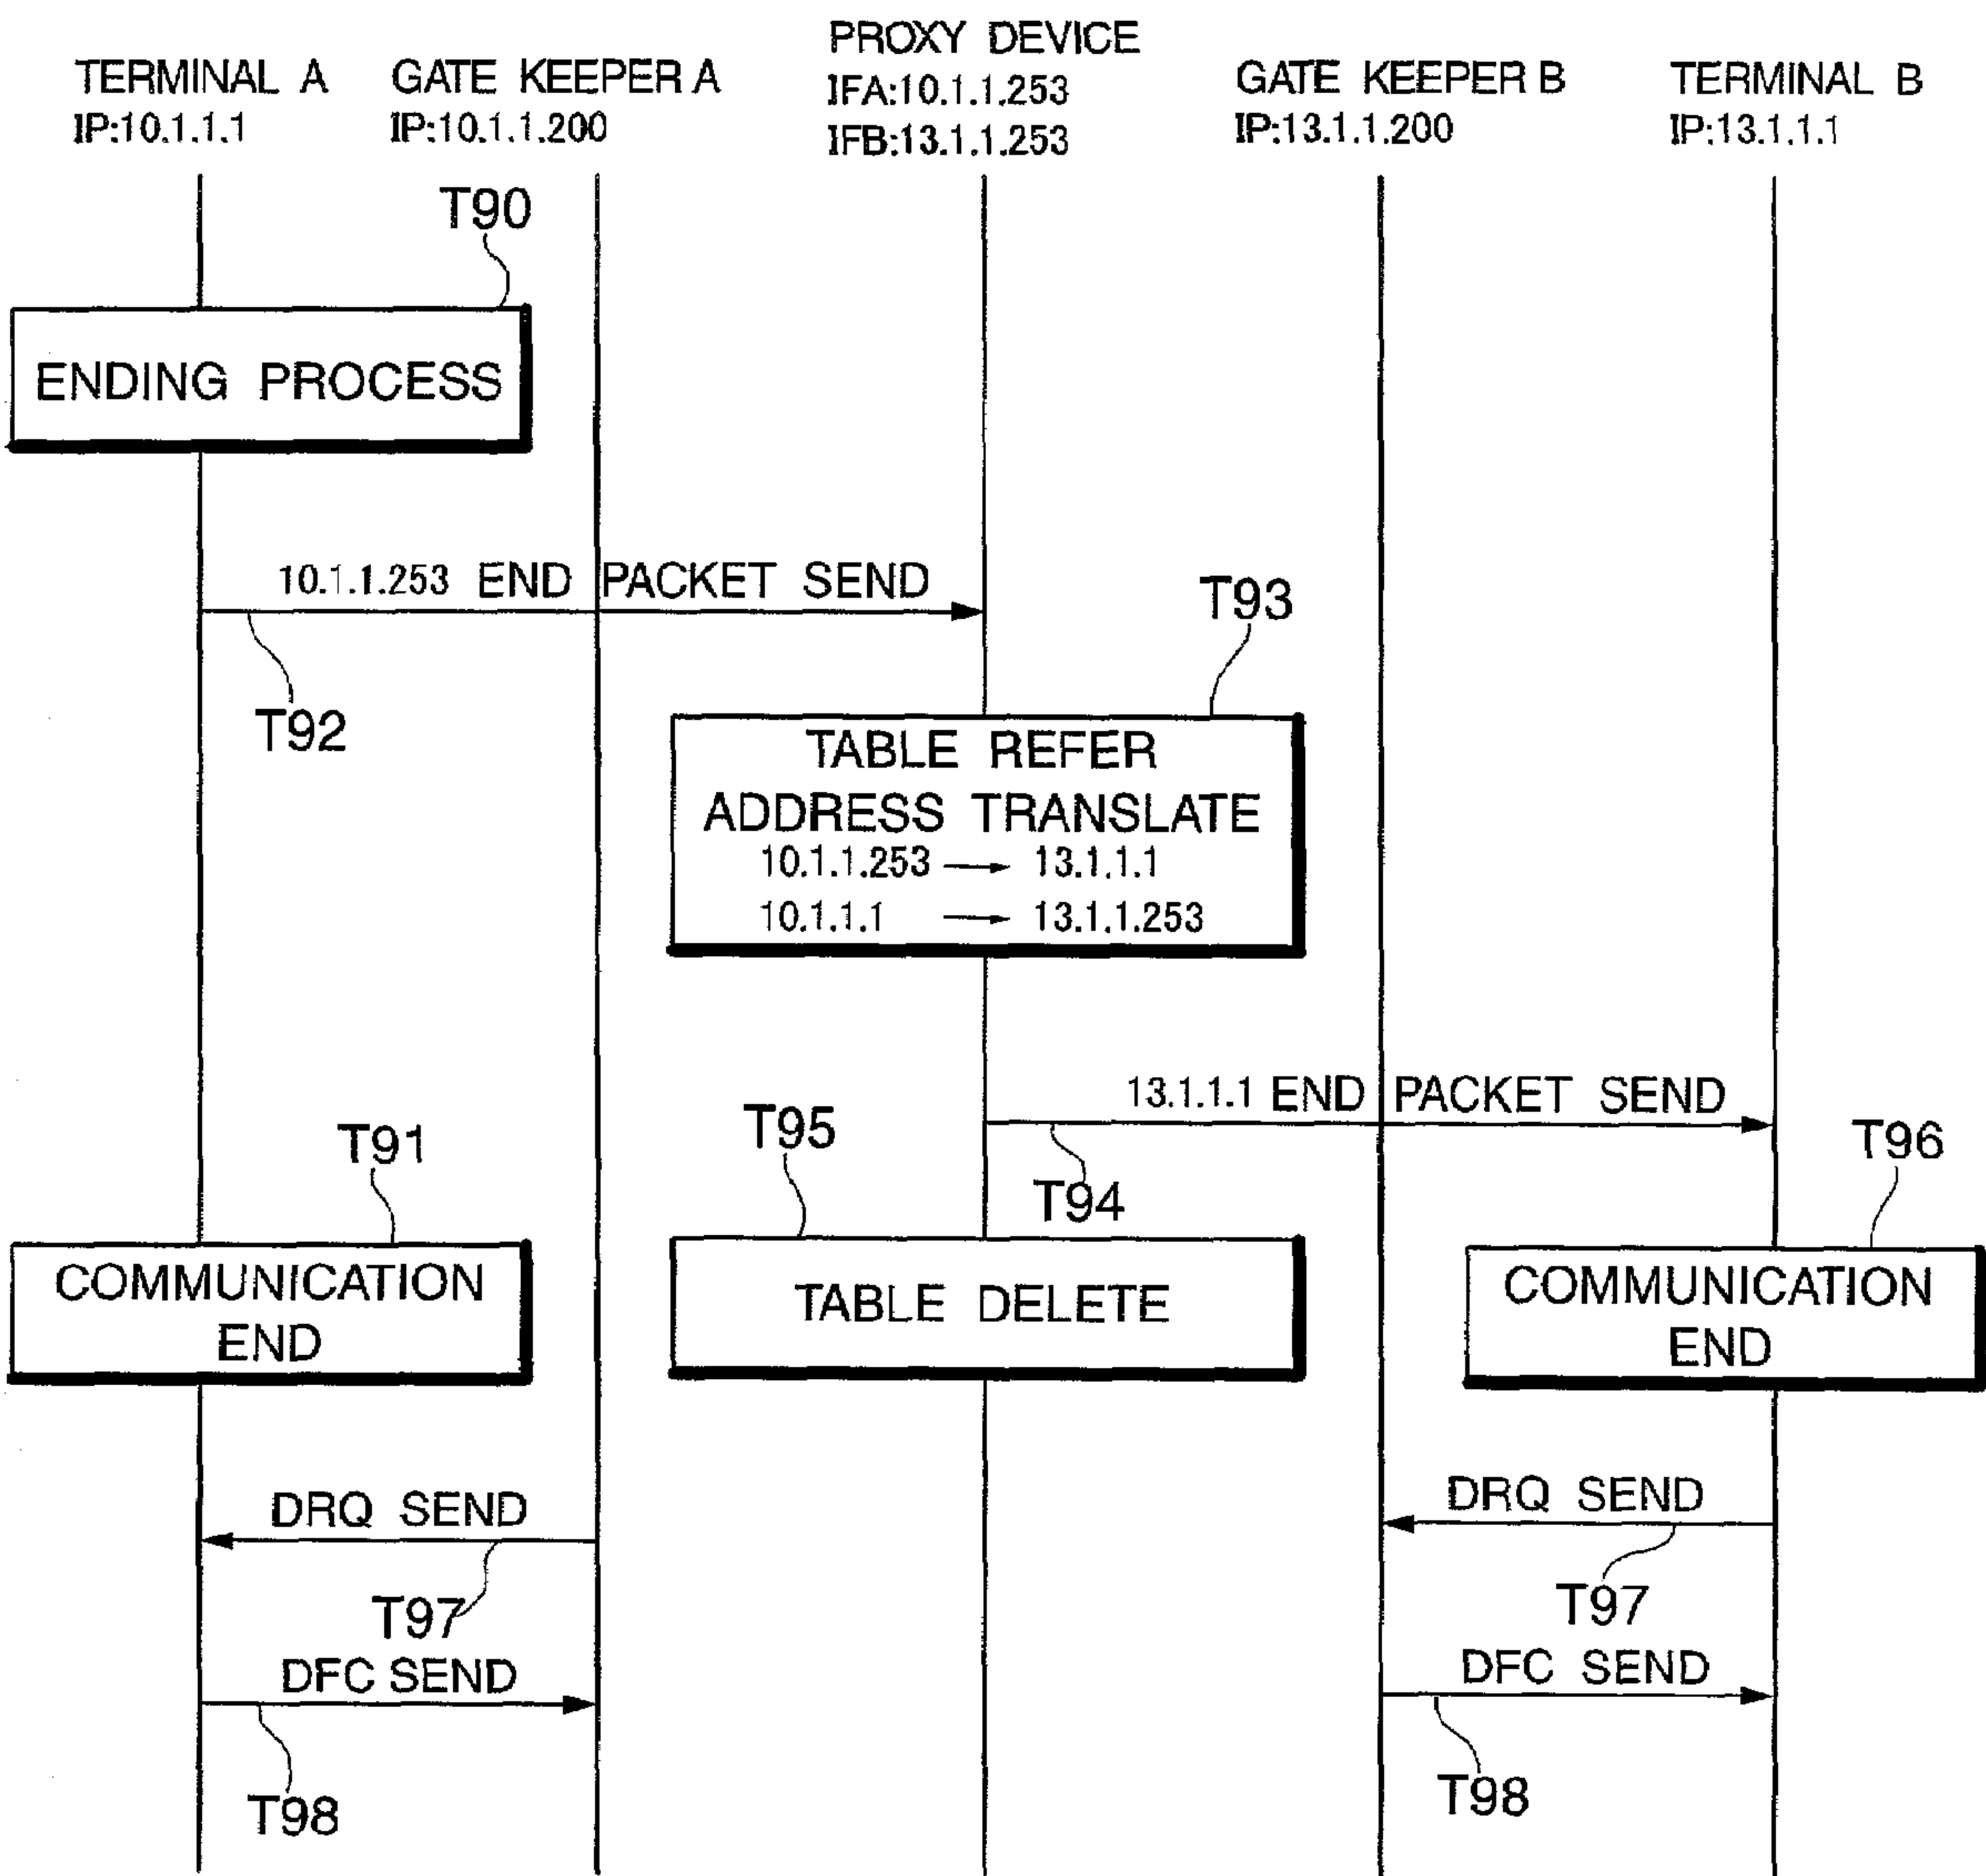 TERMINAL A
IP:10.1.1.1
GATE KEEPER A
IP:10.1.1.200
PROXY DEVICE
IFA:10.1.1.253
IFB:13.1.1.253
GATE KEEPER B
IP:13.1.1.200
TERMINAL B
IP:13.1.1.1
T90
ENDING PROCESS
10.1.1.253 END PACKET SEND
T92
T93
TABLE REFER
ADDRESS TRANSLATE
10.1.1.253 → 13.1.1.1
10.1.1.1 → 13.1.1.253
13.1.1.1 END PACKET SEND
T94
T91
COMMUNICATION
END
T95
TABLE DELETE
T96
COMMUNICATION
END
DRQ SEND
T97
DRQ SEND
T97
DFC SEND
T98
DFC SEND
T98